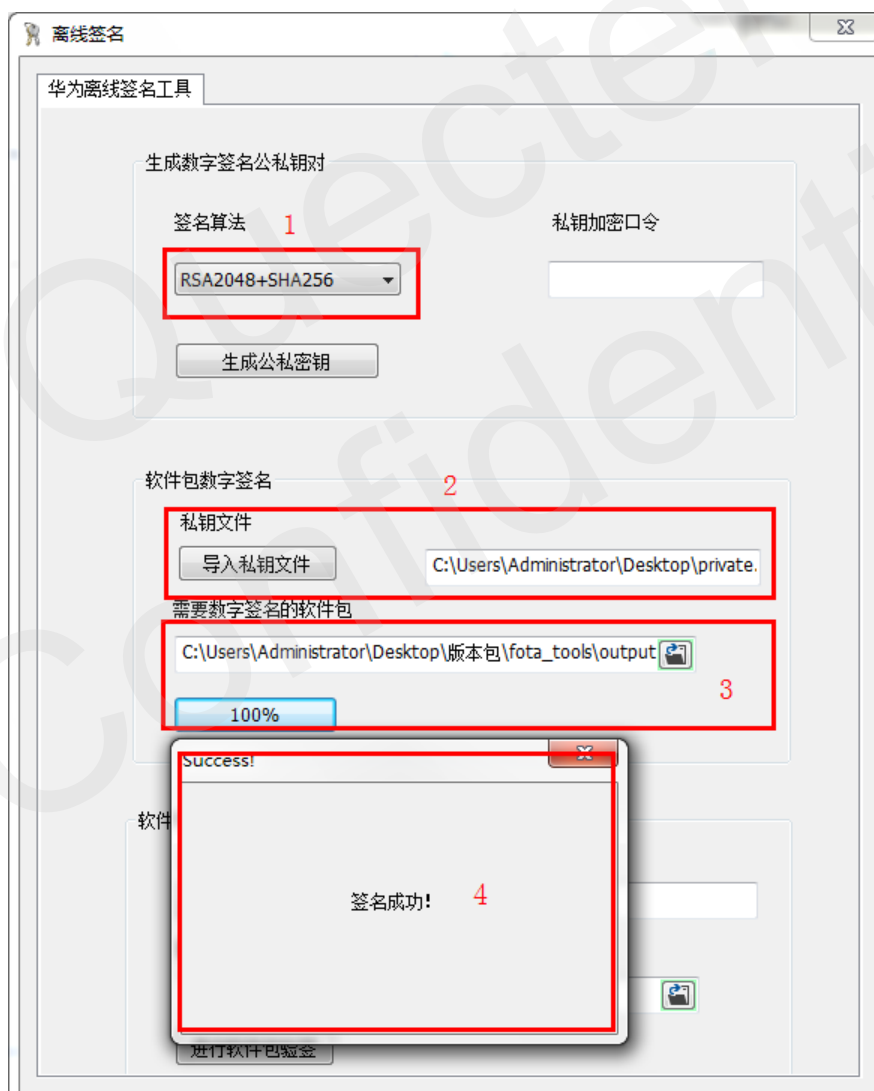 离线签名
华为离线签名工具
生成数字签名公私钥对
签名算法 1 私钥加密口令
RSA2048+SHA256
生成公私密钥
软件包数字签名
2
私钥文件
导入私钥文件 C:\Users\Administrator\Desktop\private.
需要数字签名的软件包
C:\Users\Administrator\Desktop\版本包\fota_tools\output
3
100%
Success!
软件
签名成功! 4
进行软件包验签
Quectel
Confidential